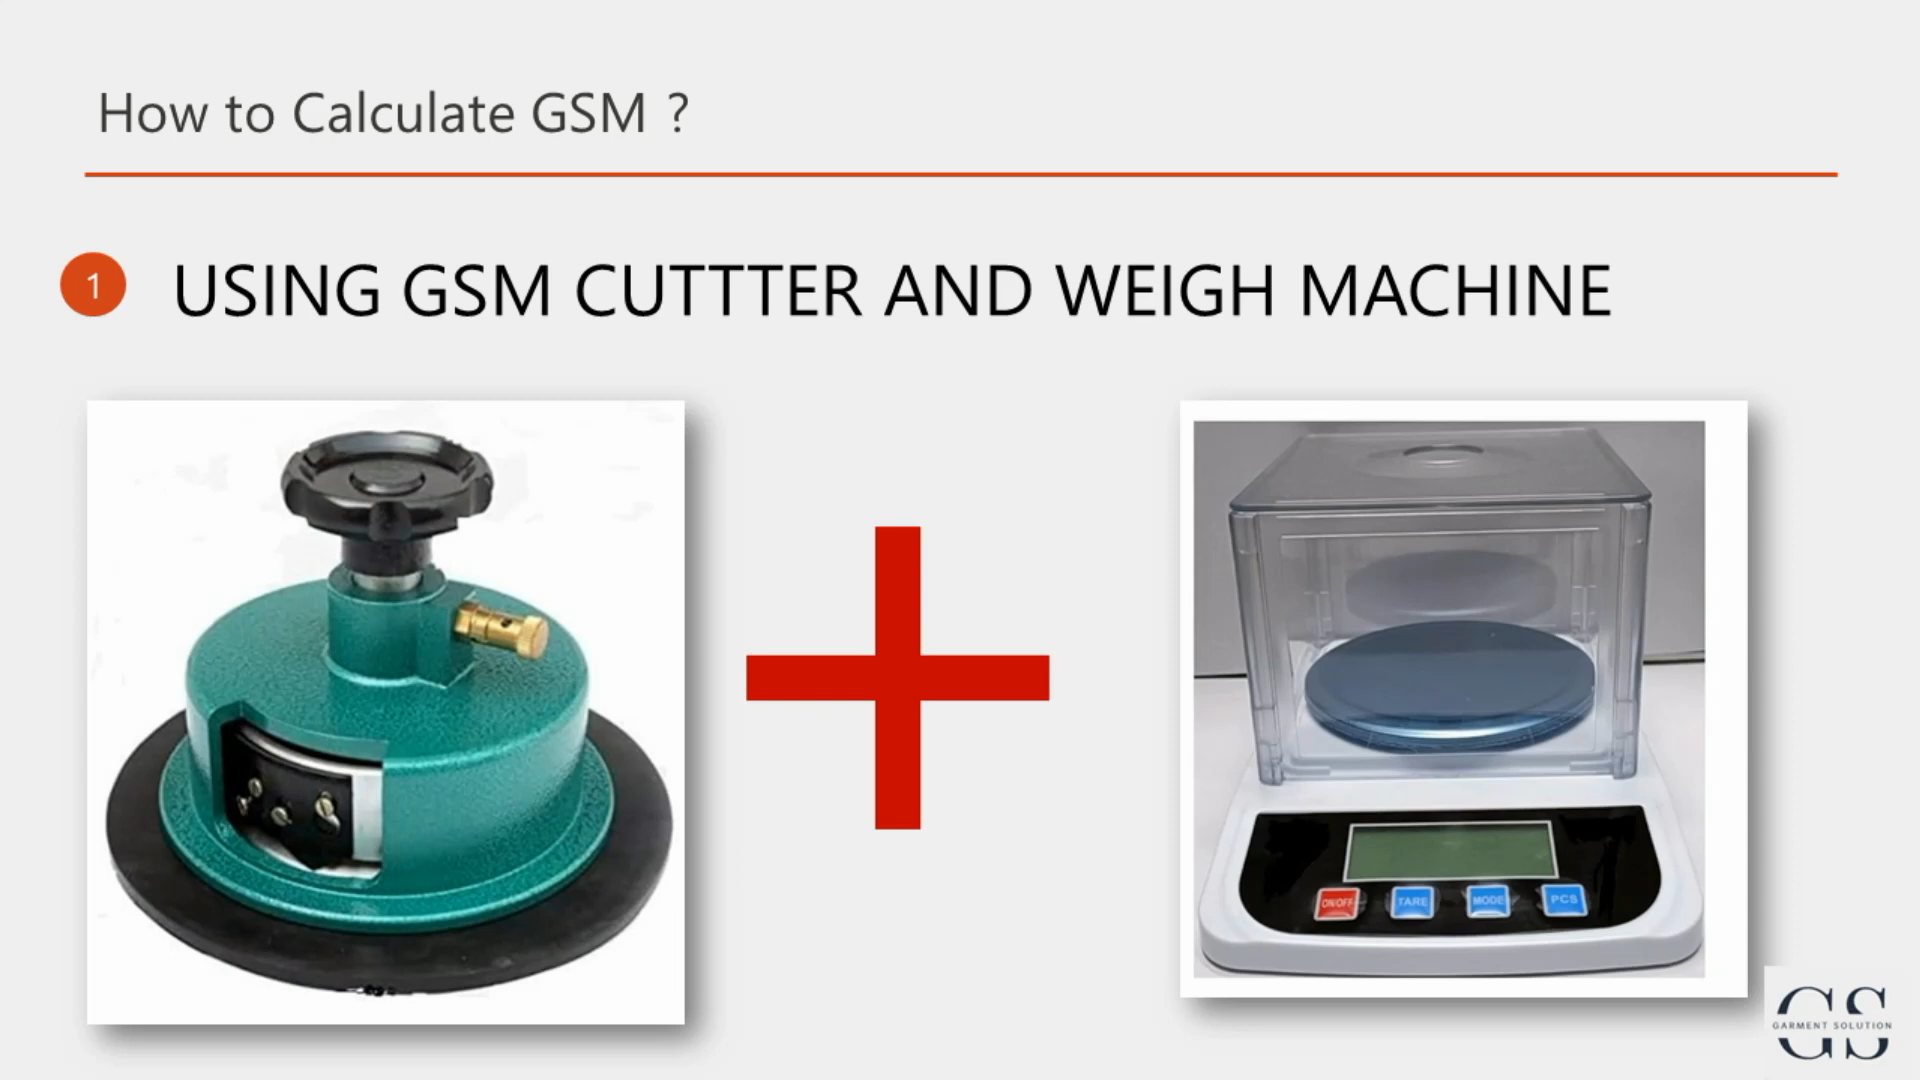 How to Calculate GSM ?
1 USING GSM CUTTTER AND WEIGH MACHINE
ON/OFF TARE MODE PCS
GS
GARMENT SOLUTION